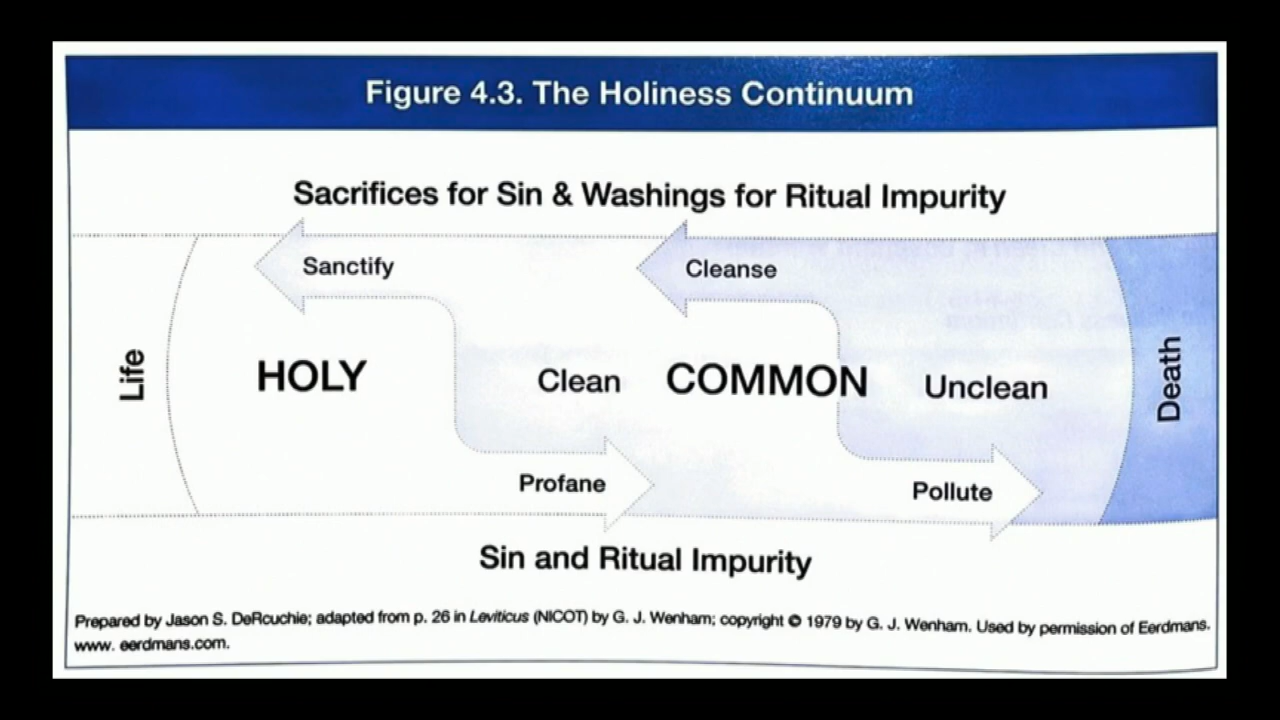 Figure 4.3. The Holiness Continuum
Sacrifices for Sin & Washings for Ritual Impurity
Sanctify
Cleanse
Life
HOLY
Clean
COMMON
Unclean
Death
Profane
Pollute
Sin and Ritual Impurity
Prepared by Jason S. DeRouchie; adapted from p. 26 in Leviticus (NICOT) by G. J. Wenham; copyright © 1979 by G. J. Wenham. Used by permission of Eerdmans.
www. eerdmans.com.